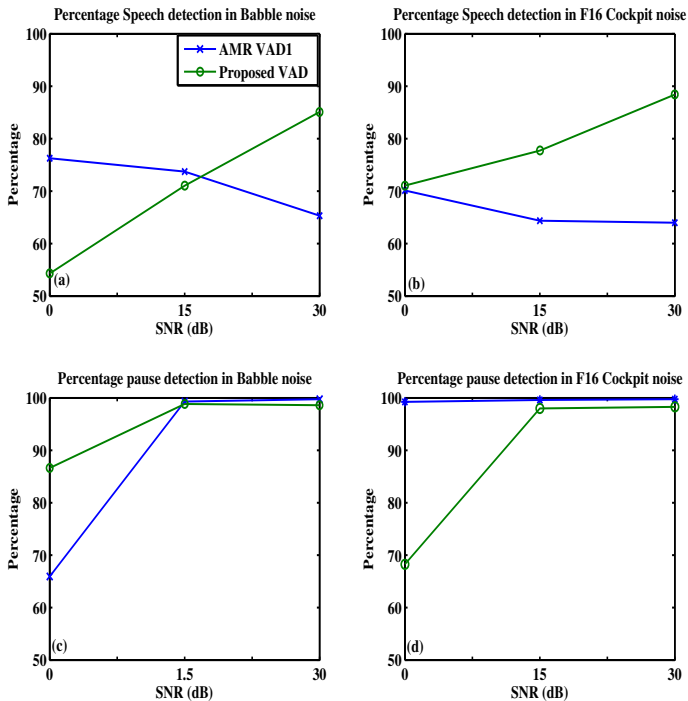 Percentage Speech detection in Babble noise
100
90
80
70
60
50
Percentage
AMR VAD1
Proposed VAD
(a)
0 15 30
SNR (dB)
Percentage Speech detection in F16 Cockpit noise
100
90
80
70
60
50
Percentage
(b)
0 15 30
SNR (dB)
Percentage pause detection in Babble noise
100
90
80
70
60
50
Percentage
(c)
0 1.5 30
SNR (dB)
Percentage pause detection in F16 Cockpit noise
100
90
80
70
60
50
Percentage
(d)
0 15 30
SNR (dB)